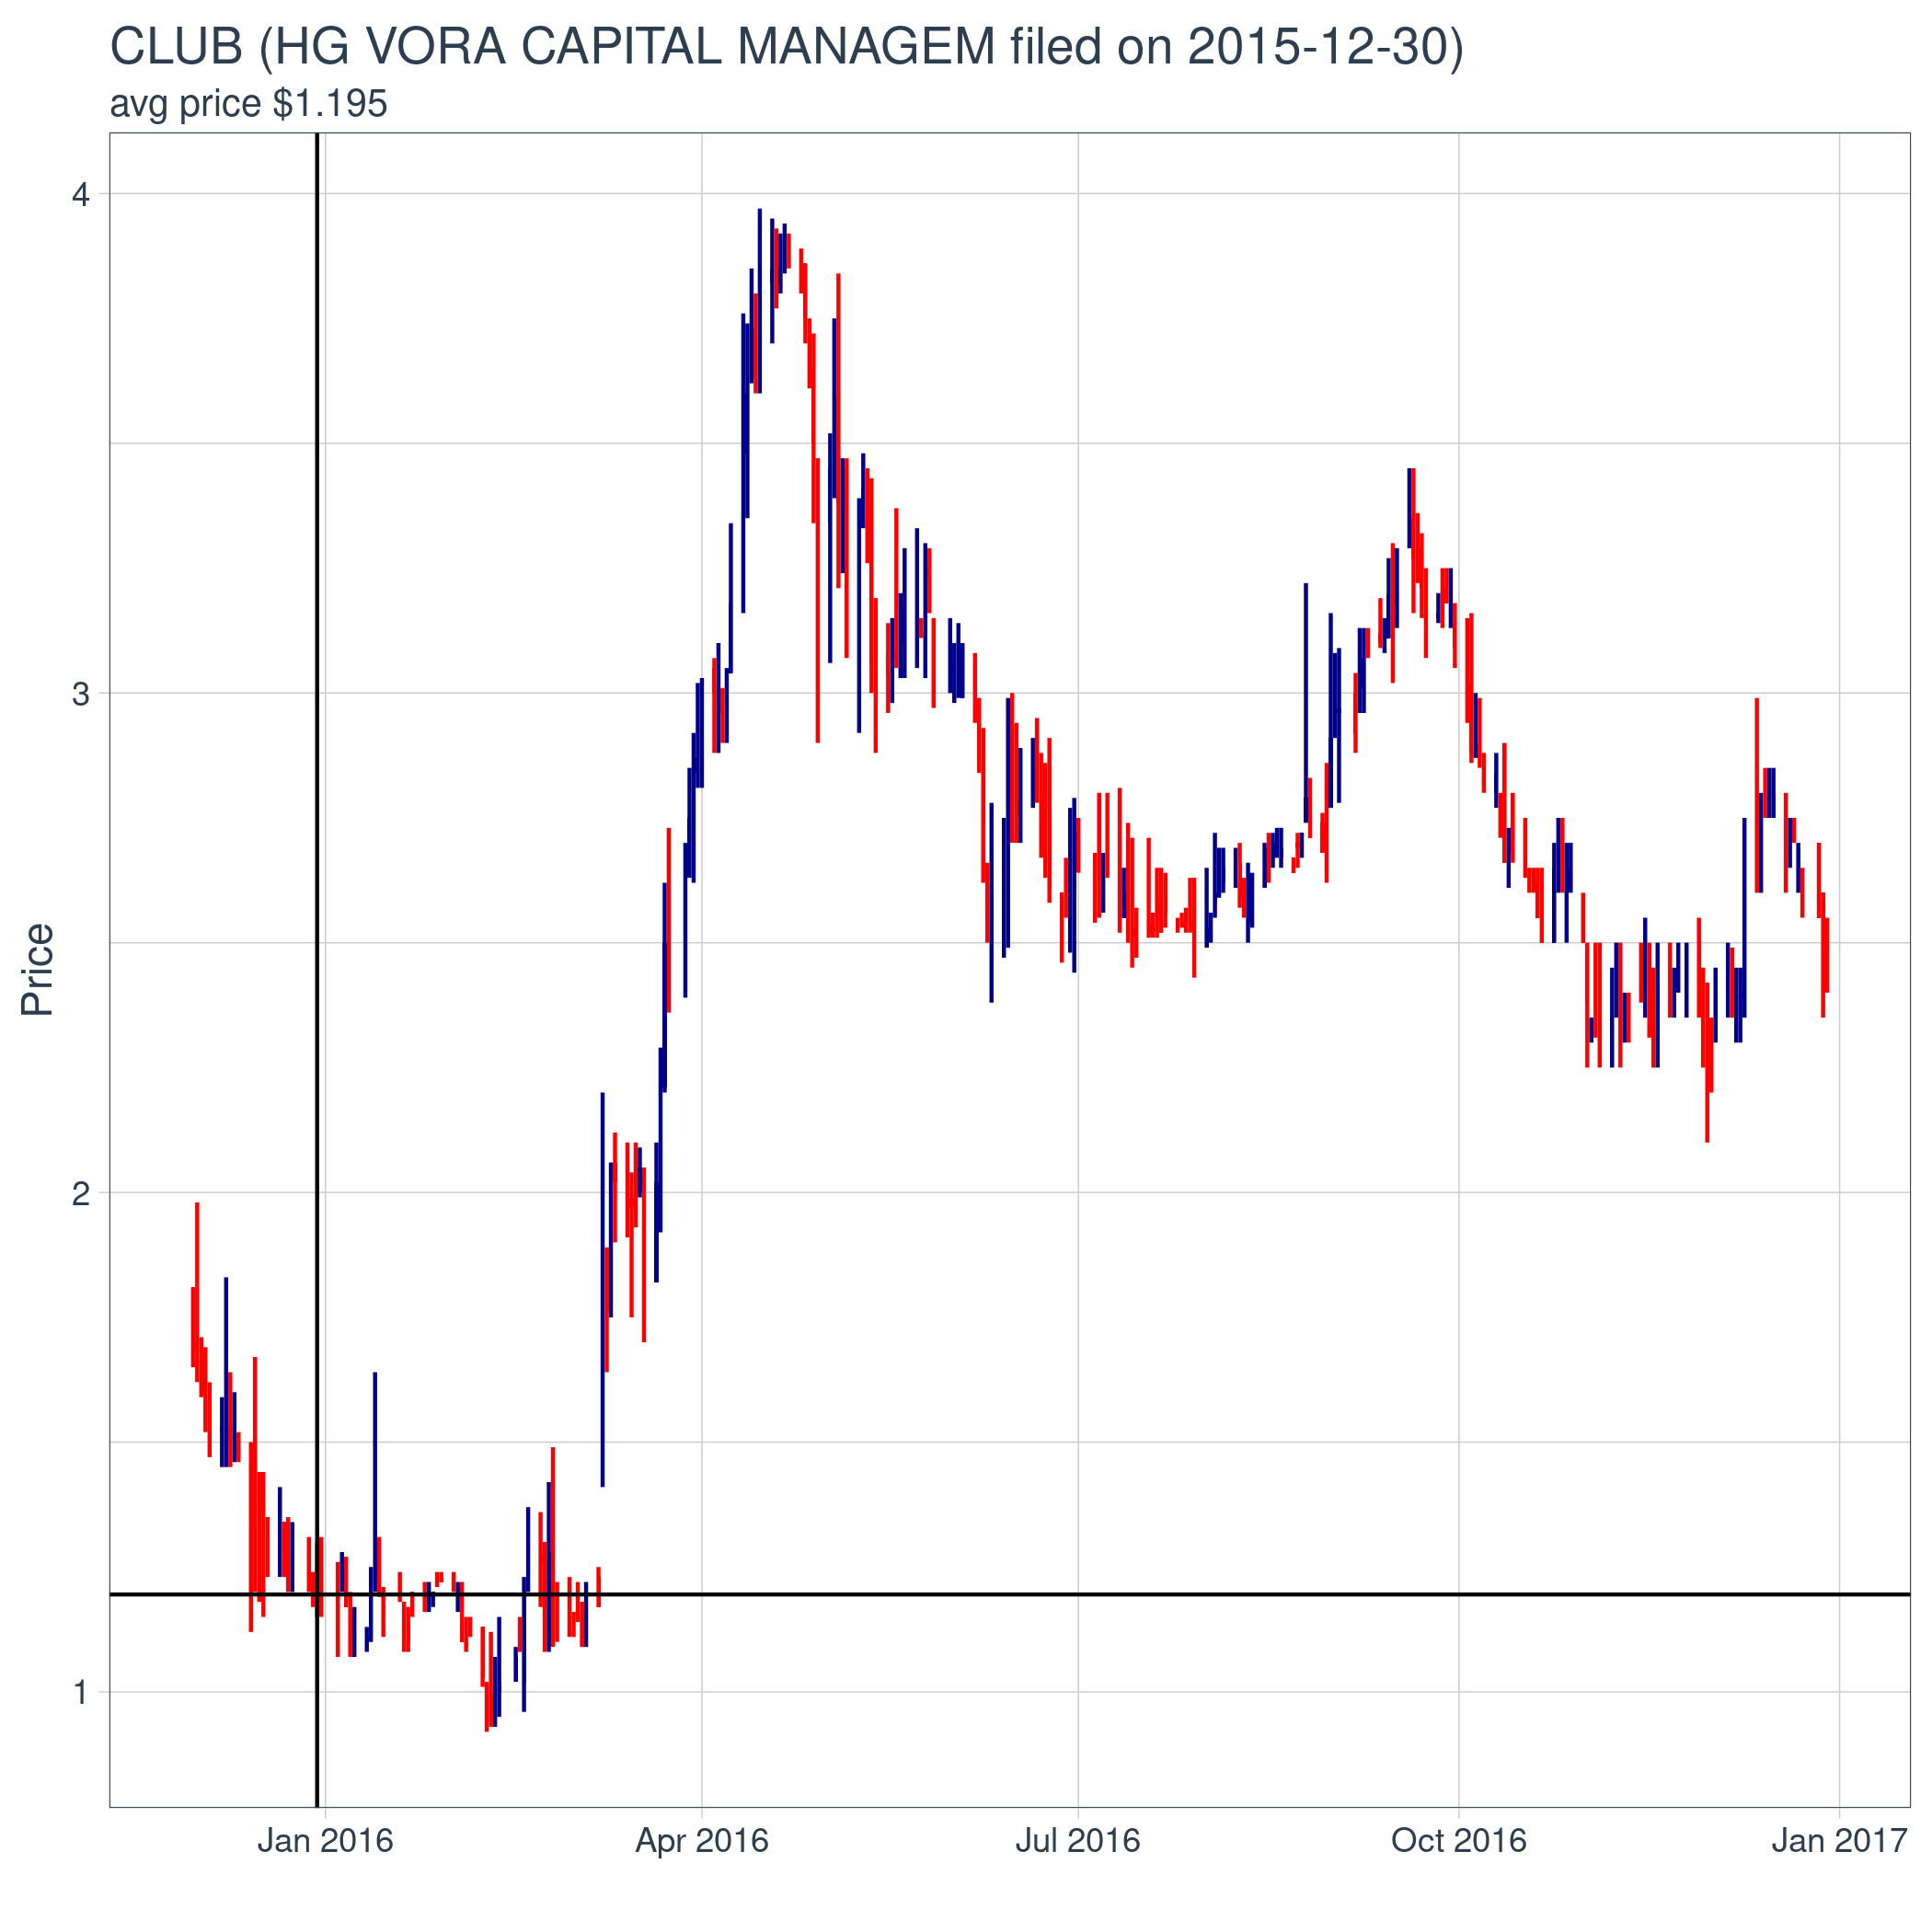 CLUB (HG VORA CAPITAL MANAGEM filed on 2015-12-30)
avg price $1.195
4
3
2
1
Price
Jan 2016
Apr 2016
Jul 2016
Oct 2016
Jan 2017